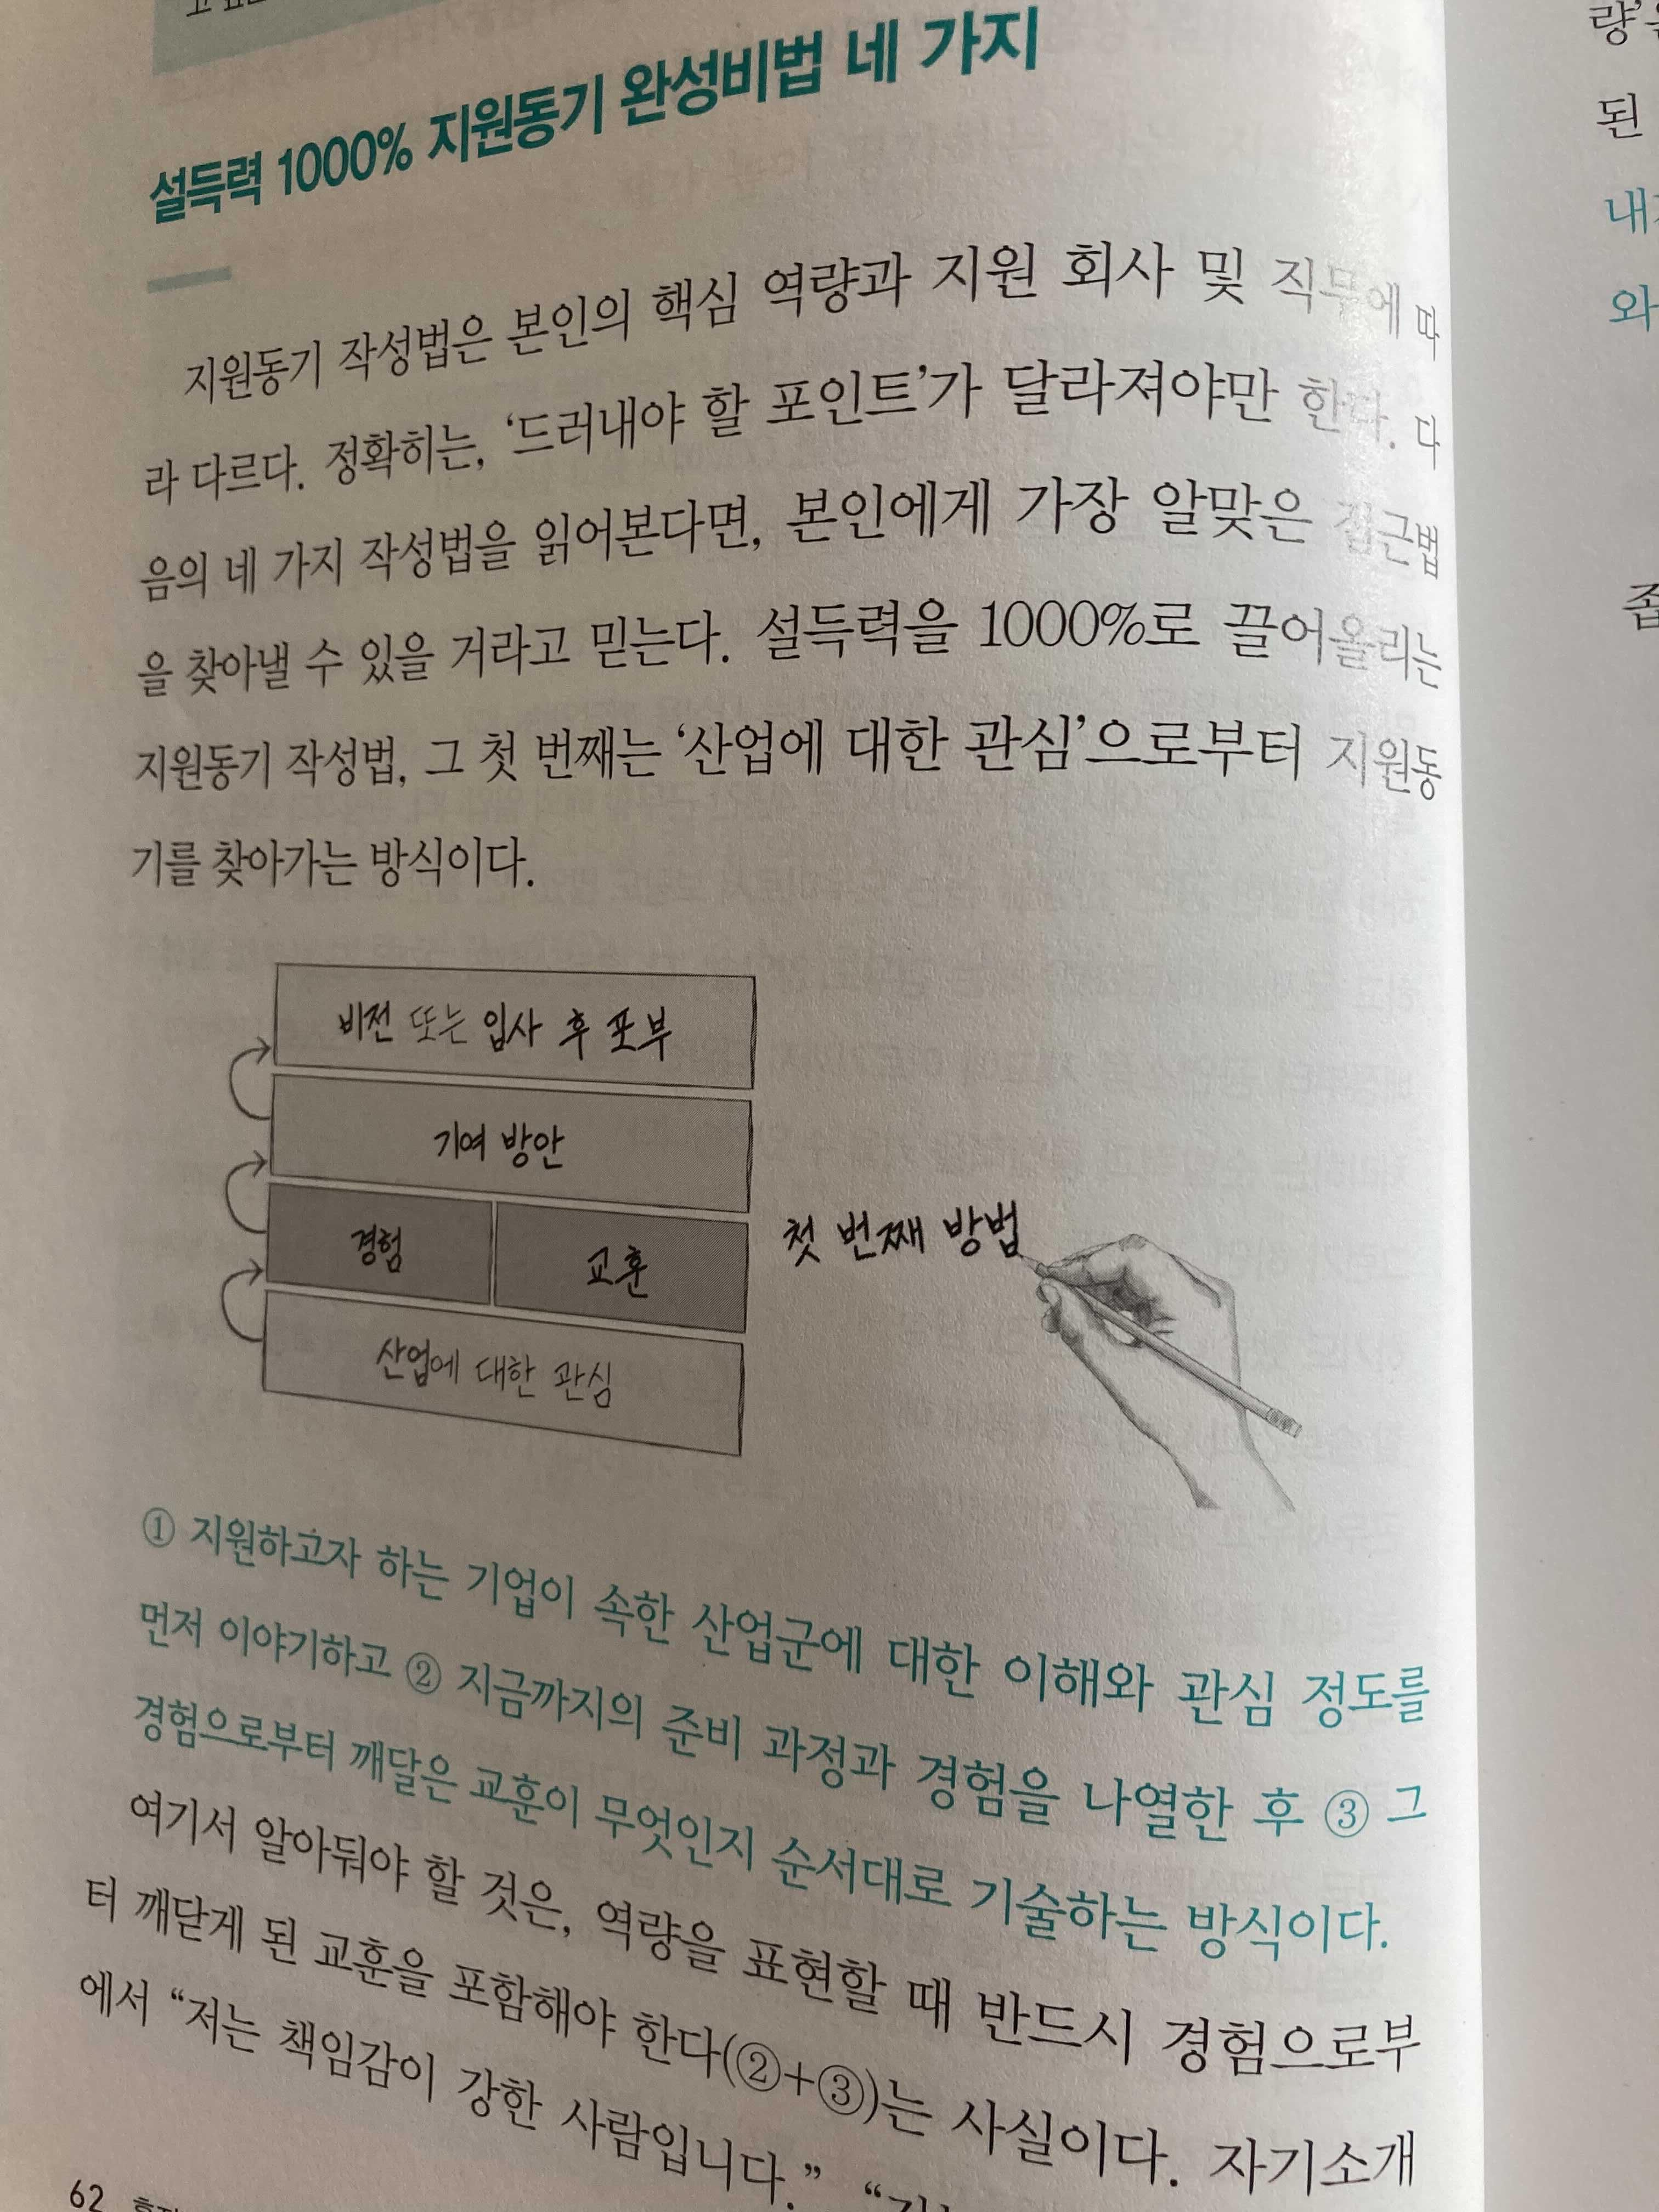 설득력 1000% 지원동기 완성비법 네 가지
지원동기 작성법은 본인의 핵심 역량과 지원 회사 및 직무에 따
라 다르다. 정확히는, ‘드러내야 할 포인트’가 달라져야만 한다. 다
음의 네 가지 작성법을 읽어본다면, 본인에게 가장 알맞은 접근법
을 찾아낼 수 있을 거라고 믿는다. 설득력을 1000%로 끌어올리는
지원동기 작성법, 그 첫 번째는 ‘산업에 대한 관심’으로부터 지원동
기를 찾아가는 방식이다.
비전 또는 입사 후 포부
기여 방안
경험 교훈
산업에 대한 관심
첫 번째 방법
① 지원하고자 하는 기업이 속한 산업군에 대한 이해와 관심 정도를
먼저 이야기하고 ② 지금까지의 준비 과정과 경험을 나열한 후 ③ 그
경험으로부터 깨달은 교훈이 무엇인지 순서대로 기술하는 방식이다.
여기서 알아둬야 할 것은, 역량을 표현할 때 반드시 경험으로부
터 깨닫게 된 교훈을 포함해야 한다(②+③)는 사실이다. 자기소개
에서 “저는 책임감이 강한 사람입니다.” “
62
된
와